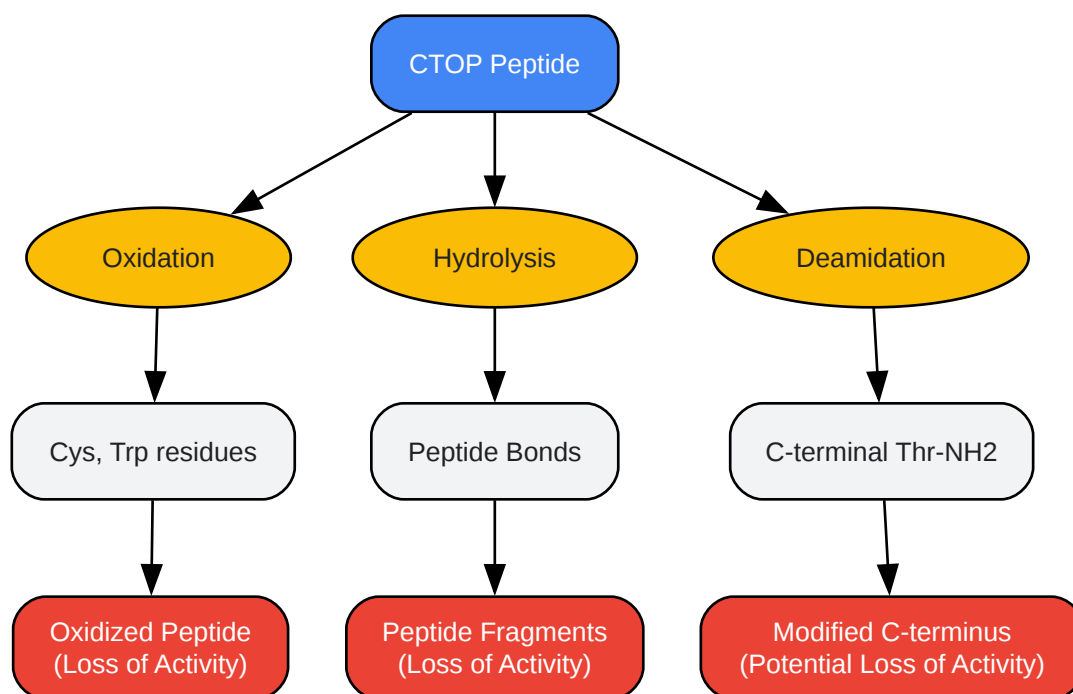 CTOP Peptide
Oxidation
Hydrolysis
Deamidation
Cys, Trp residues
Peptide Bonds
C-terminal Thr-NH2
Oxidized Peptide
(Loss of Activity)
Peptide Fragments
(Loss of Activity)
Modified C-terminus
(Potential Loss of Activity)